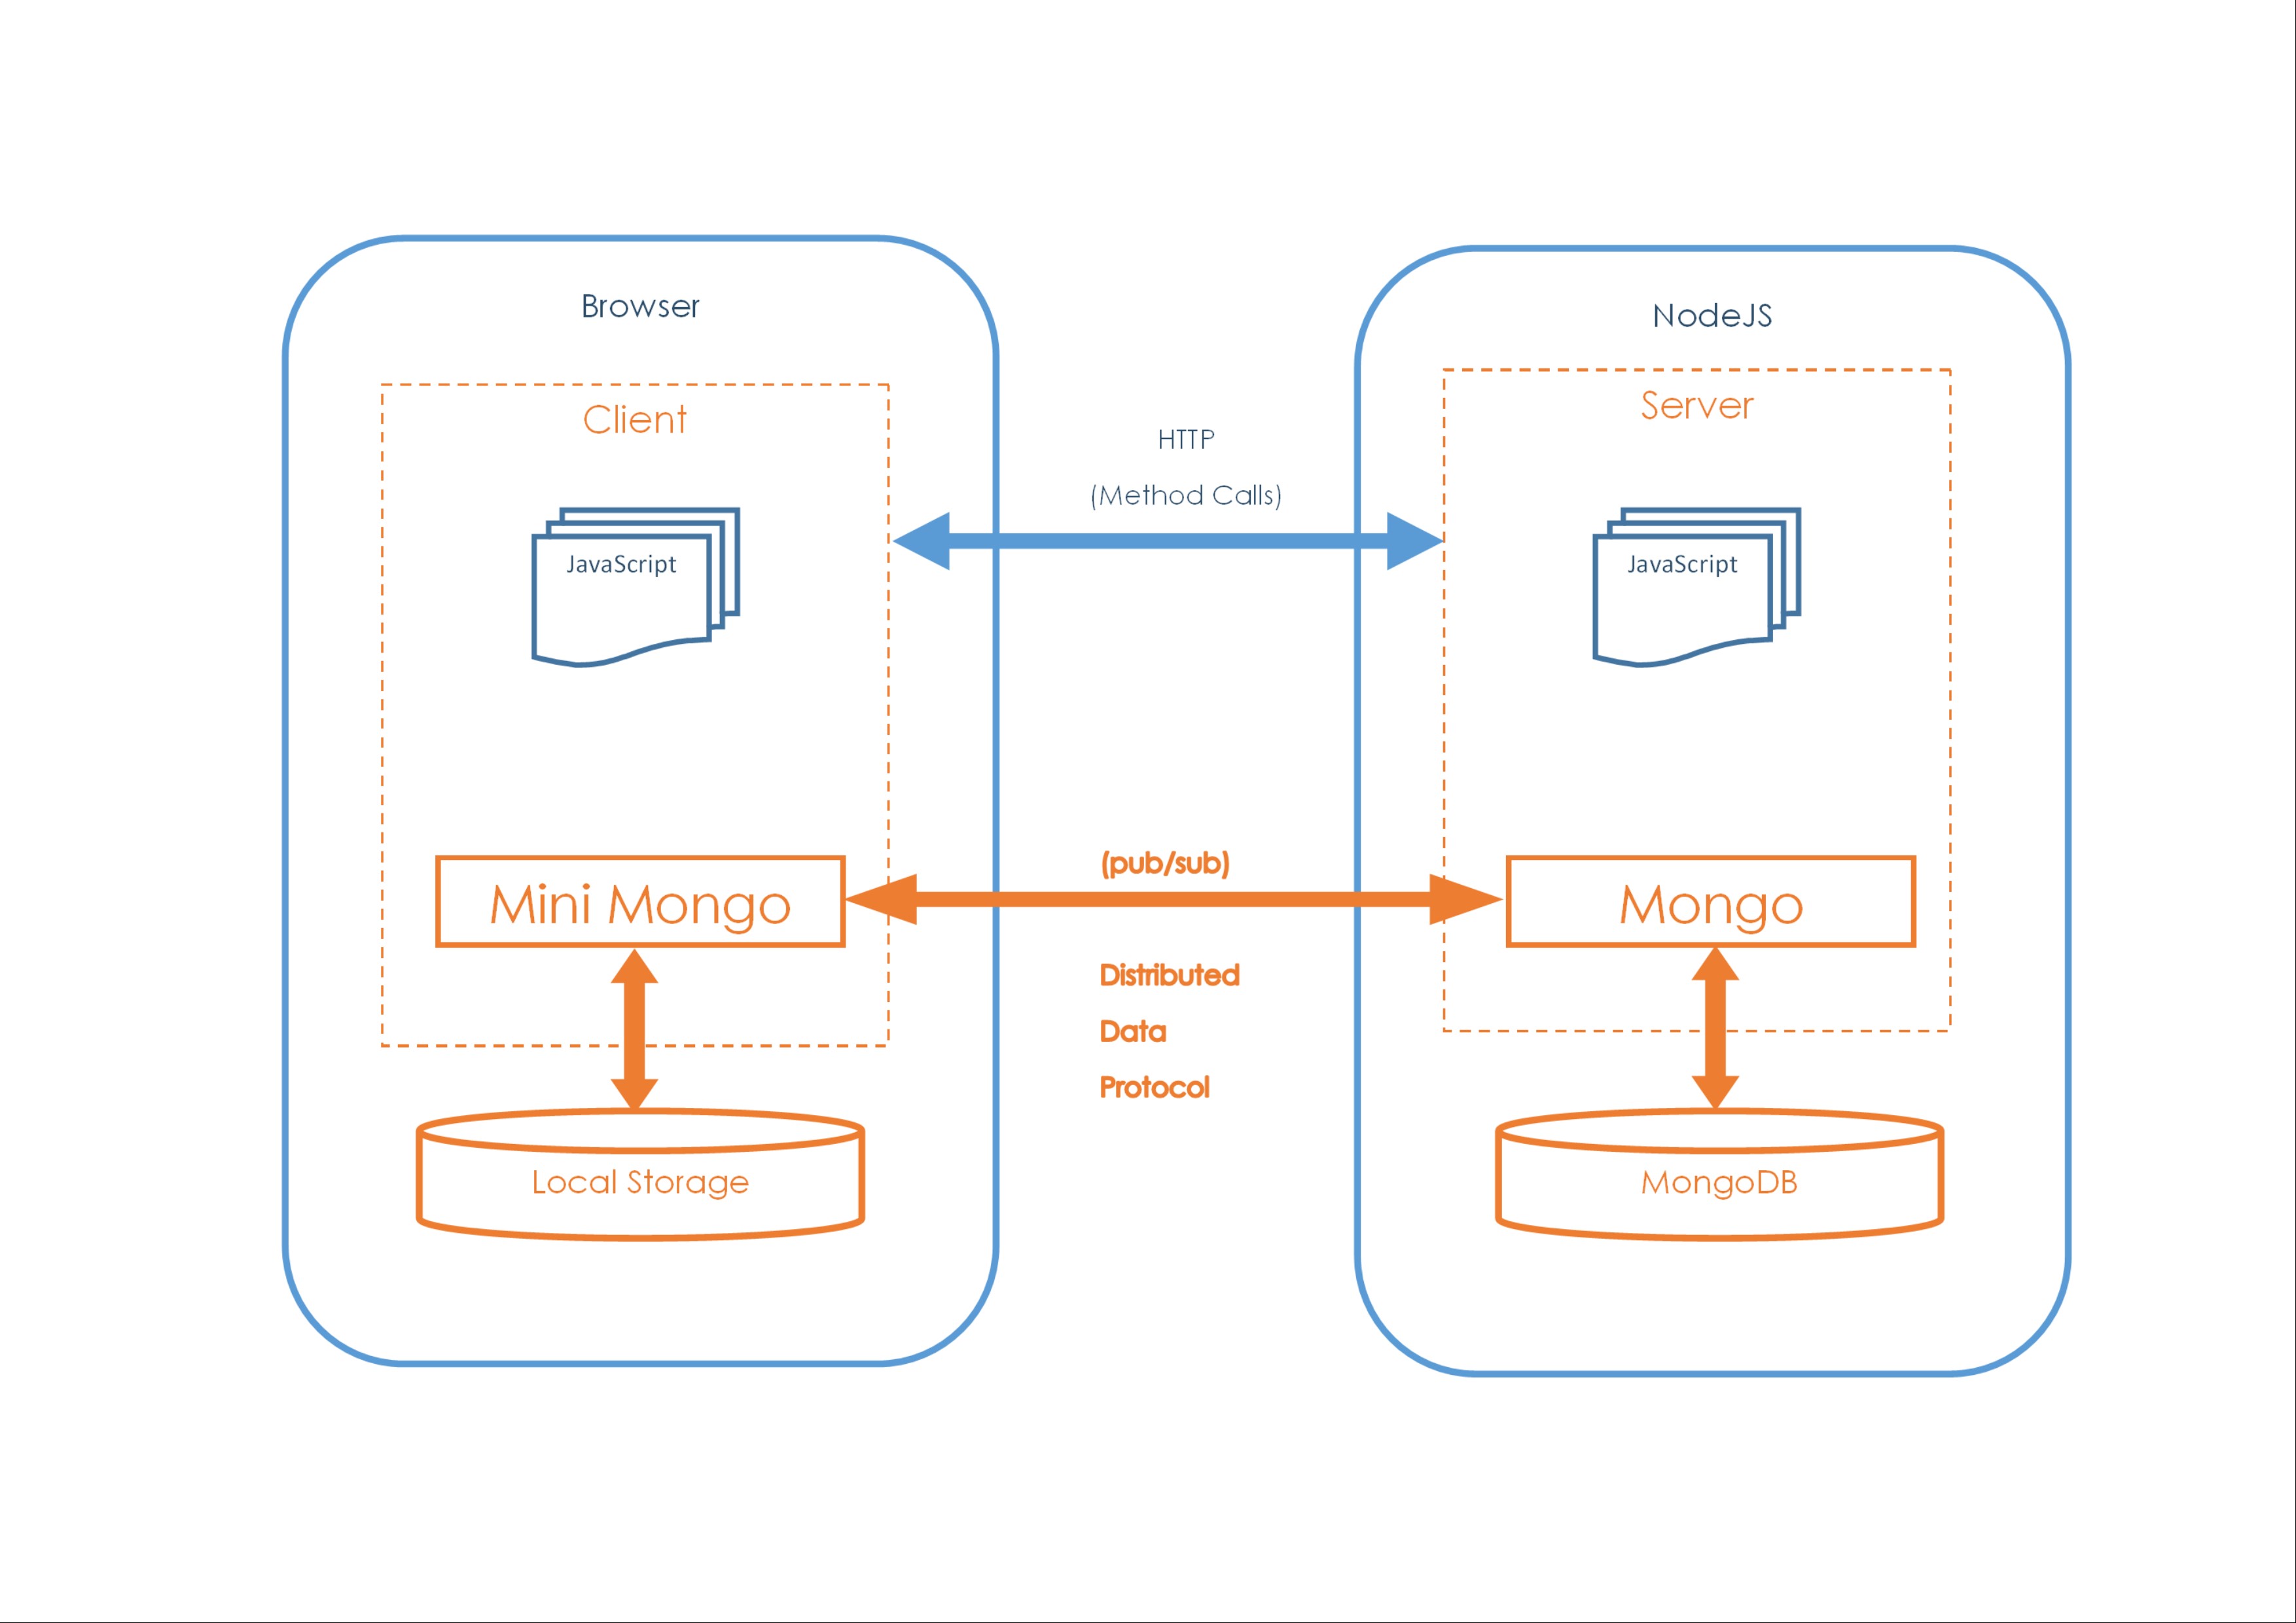 Browser
Client
JavaScript
Mini Mongo
Local Storage
HTTP
(Method Calls)
(pub/sub)
Distributed
Data
Protocol
NodeJS
Server
JavaScript
Mongo
MongoDB